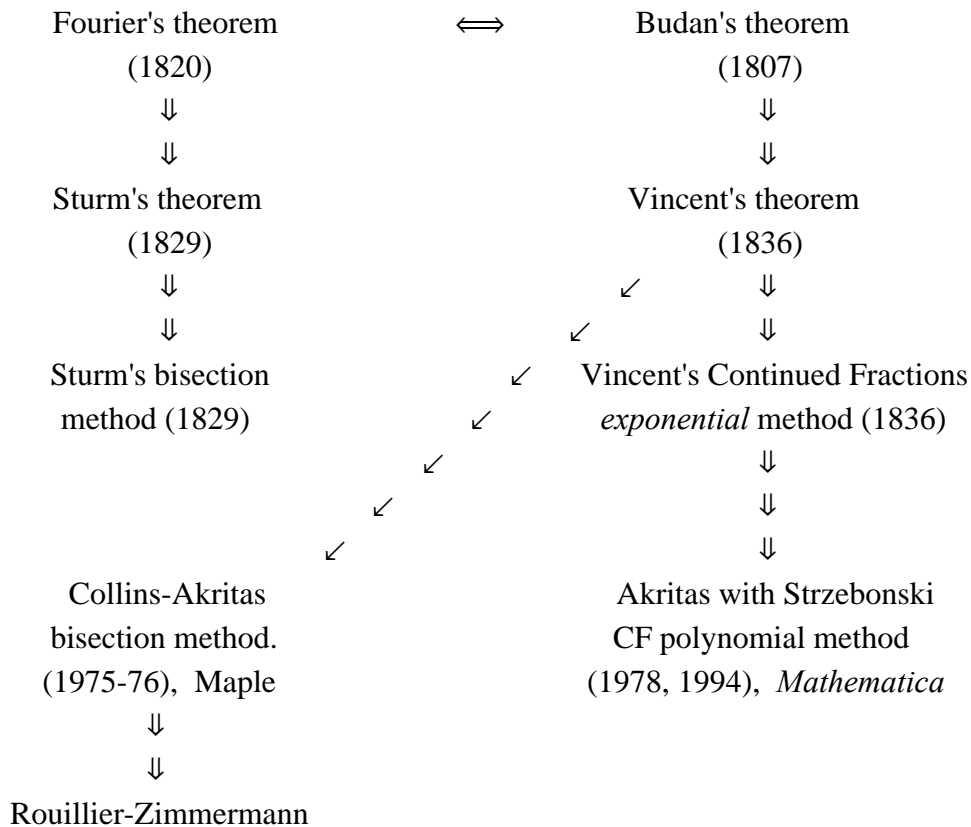 Fourier's theorem ⟺ Budan's theorem
(1820) (1807)
⇓ ⇓
⇓ ⇓
Sturm's theorem Vincent's theorem
(1829) (1836)
⇓ ↙ ⇓
⇓ ↙ ⇓
Sturm's bisection ↙ Vincent's Continued Fractions
method (1829) ↙ exponential method (1836)
↙ ⇓
↙ ⇓
↙ ⇓
Collins-Akritas Akritas with Strzebonski
bisection method. CF polynomial method
(1975-76), Maple (1978, 1994), Mathematica
⇓
⇓
Rouillier-Zimmermann